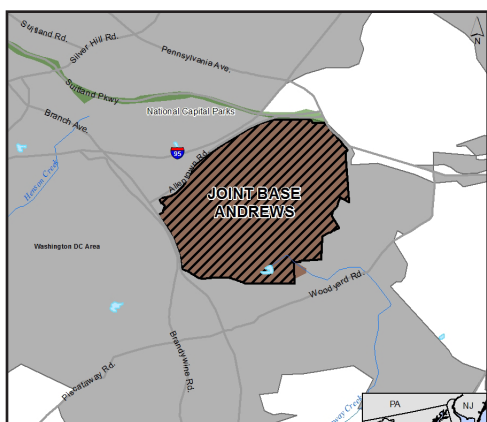 Suitland Rd.
Silver Hill Rd.
Pennsylvania Ave.
N
Suitland Pkwy
National Capital Parks
Branch Ave.
95
Allentown Rd.
Henson Creek
JOINT BASE
ANDREWS
Washington DC Area
Woodyard Rd.
Piscataway Rd.
Brandywine Rd.
Creek
PA
NJ